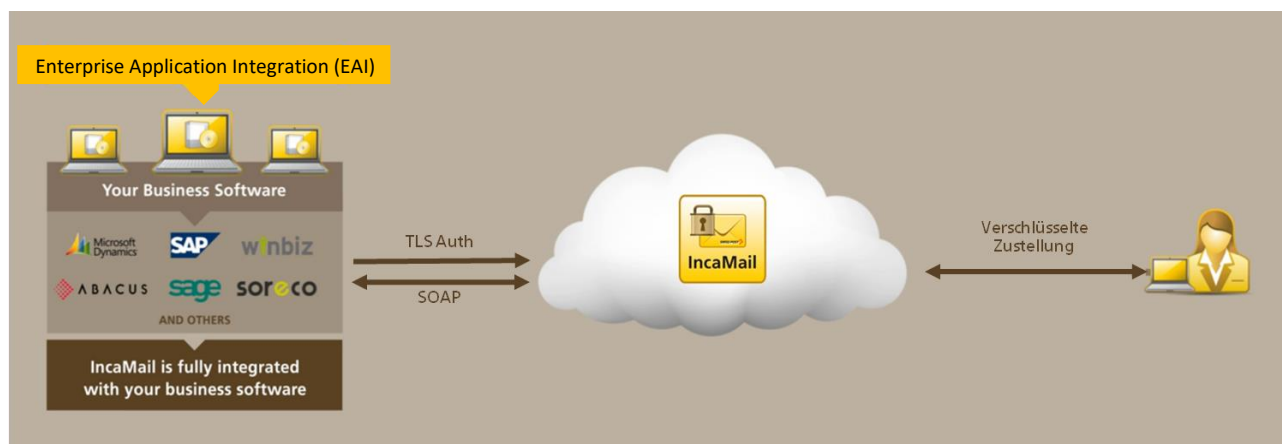 Enterprise Application Integration (EAI)
Your Business Software
Microsoft
Dynamics
SAP
winbiz
ABACUS
sage
soreco
AND OTHERS
IncaMail is fully integrated
with your business software
TLS Auth
SOAP
IncaMail
Verschlüsselte
Zustellung